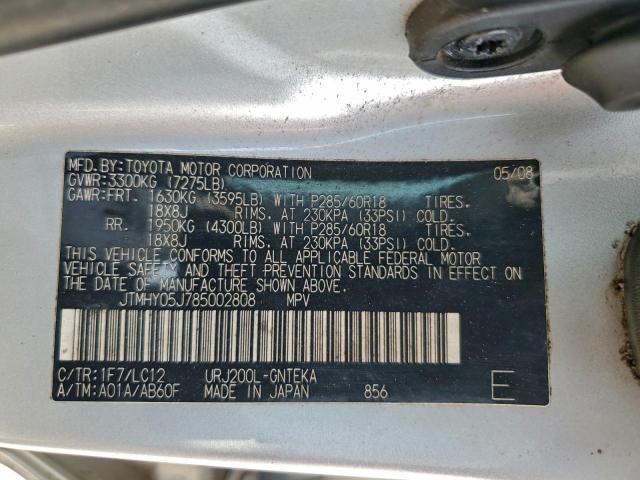 MFD.BY:TOYOTA MOTOR CORPORATION 05/08
GVWR:3300KG (7275LB)
GAWR:FRT. 1630KG (3595LB) WITH P285/60R18 TIRES.
18X8J RIMS. AT 230KPA (33PSI) COLD.
RR. 1950KG (4300LB) WITH P285/60R18 TIRES.
18X8J RIMS. AT 230KPA (33PSI) COLD.
THIS VEHICLE CONFORMS TO ALL APPLICABLE FEDERAL MOTOR
VEHICLE SAFETY AND THEFT PREVENTION STANDARDS IN EFFECT ON
THE DATE OF MANUFACTURE SHOWN ABOVE.
JTMHY05J785002808 MPV
C/TR:1F7/LC12 URJ200L-GNTEKA
A/TM:A01A/AB60F MADE IN JAPAN 856 E